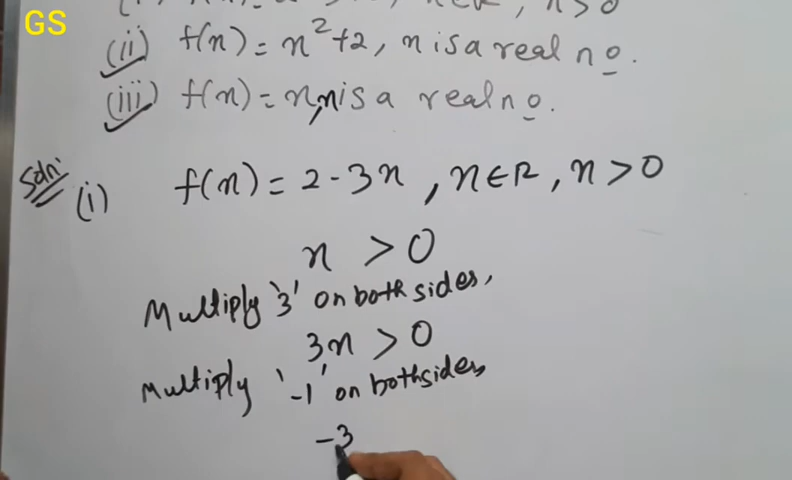 GS
x > 0
(ii) f(x) = x²+2, x is a real no.
(iii) f(x) = x, x is a real no.
Soln:
(i) f(x) = 2 - 3x, x ∈ R, x > 0
x > 0
Multiply '3' on both sides,
3x > 0
Multiply '-1' on both sides,
-3